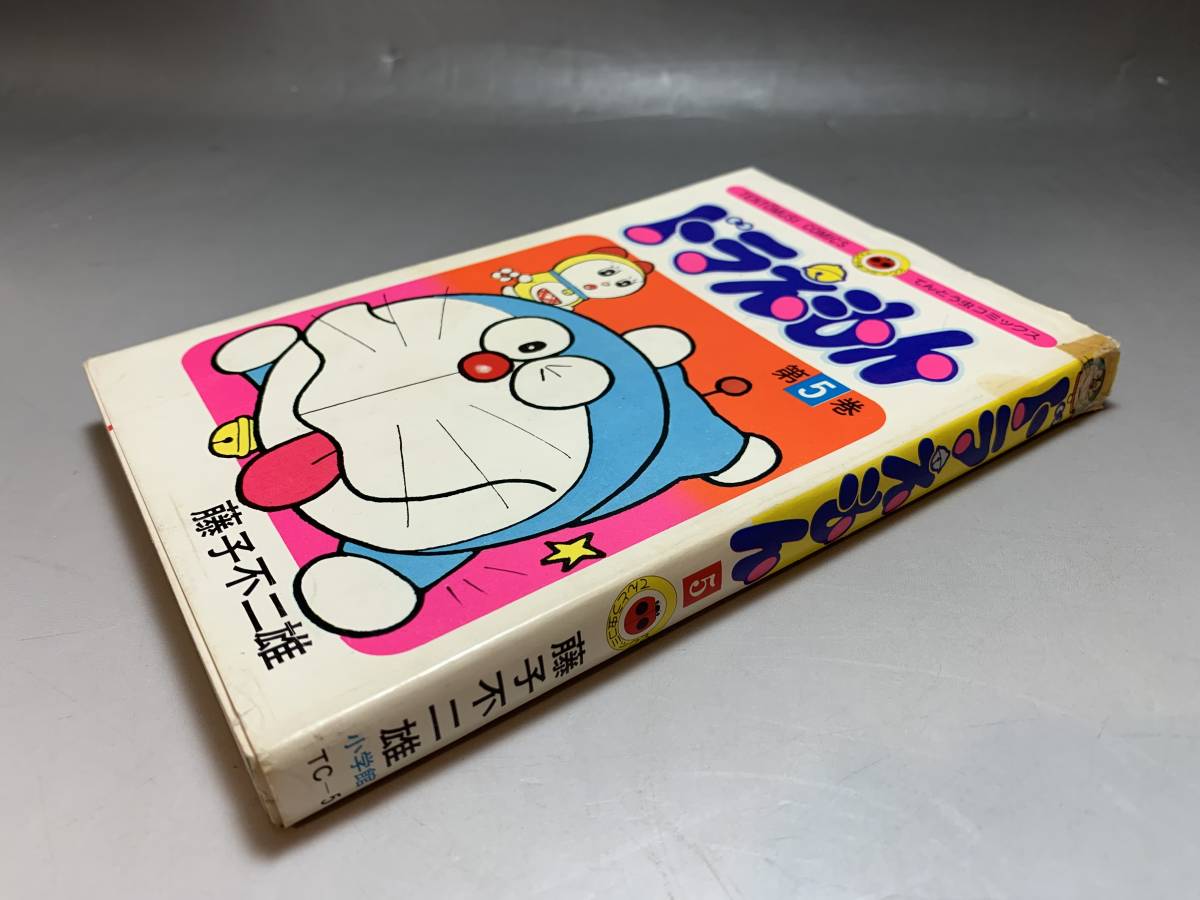 TENTOMUSI COMICS
てんとう虫コミックス
ドラえもん
第5巻
藤子不二雄
ドラえもん
5
藤子不二雄
小学館
TC-5